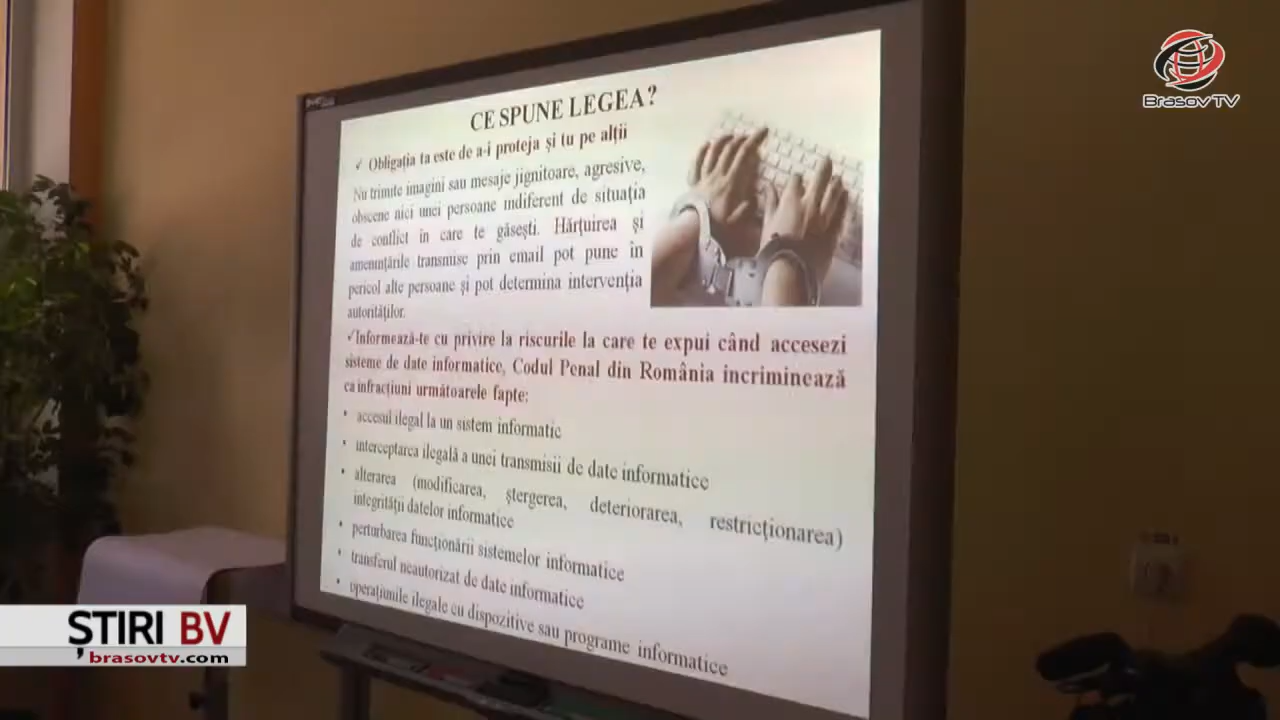 BrasovTV
CE SPUNE LEGEA?
✓ Obligația ta este de a-i proteja și tu pe alții
Nu trimite imagini sau mesaje jignitoare, agresive,
obscene nici unei persoane indiferent de situația
de conflict în care te găsești. Hărțuirea și
amenințările transmise prin email pot pune în
pericol alte persoane și pot determina intervenția
autorităților.
✓Informează-te cu privire la riscurile la care te expui când accesezi
sisteme de date informatice, Codul Penal din România incriminează
ca infracțiuni următoarele fapte:
• accesul ilegal la un sistem informatic
• interceptarea ilegală a unei transmisii de date informatice
• alterarea (modificarea, ștergerea, deteriorarea, restricționarea)
integrității datelor informatice
• perturbarea funcționării sistemelor informatice
• transferul neautorizat de date informatice
• operațiunile ilegale cu dispozitive sau programe informatice
ȘTIRI BV
brasovtv.com